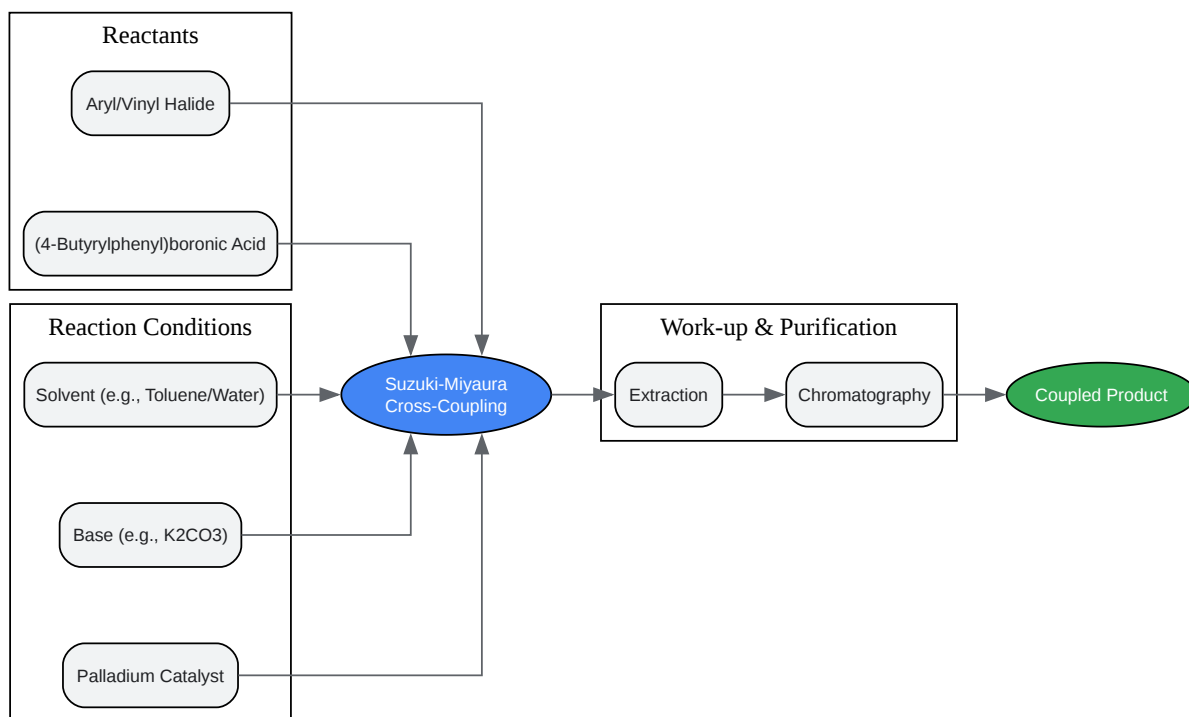 Reactants
Aryl/Vinyl Halide
(4-Butyrylphenyl)boronic Acid
Reaction Conditions
Solvent (e.g., Toluene/Water)
Base (e.g., K2CO3)
Palladium Catalyst
Suzuki-Miyaura
Cross-Coupling
Work-up & Purification
Extraction
Chromatography
Coupled Product